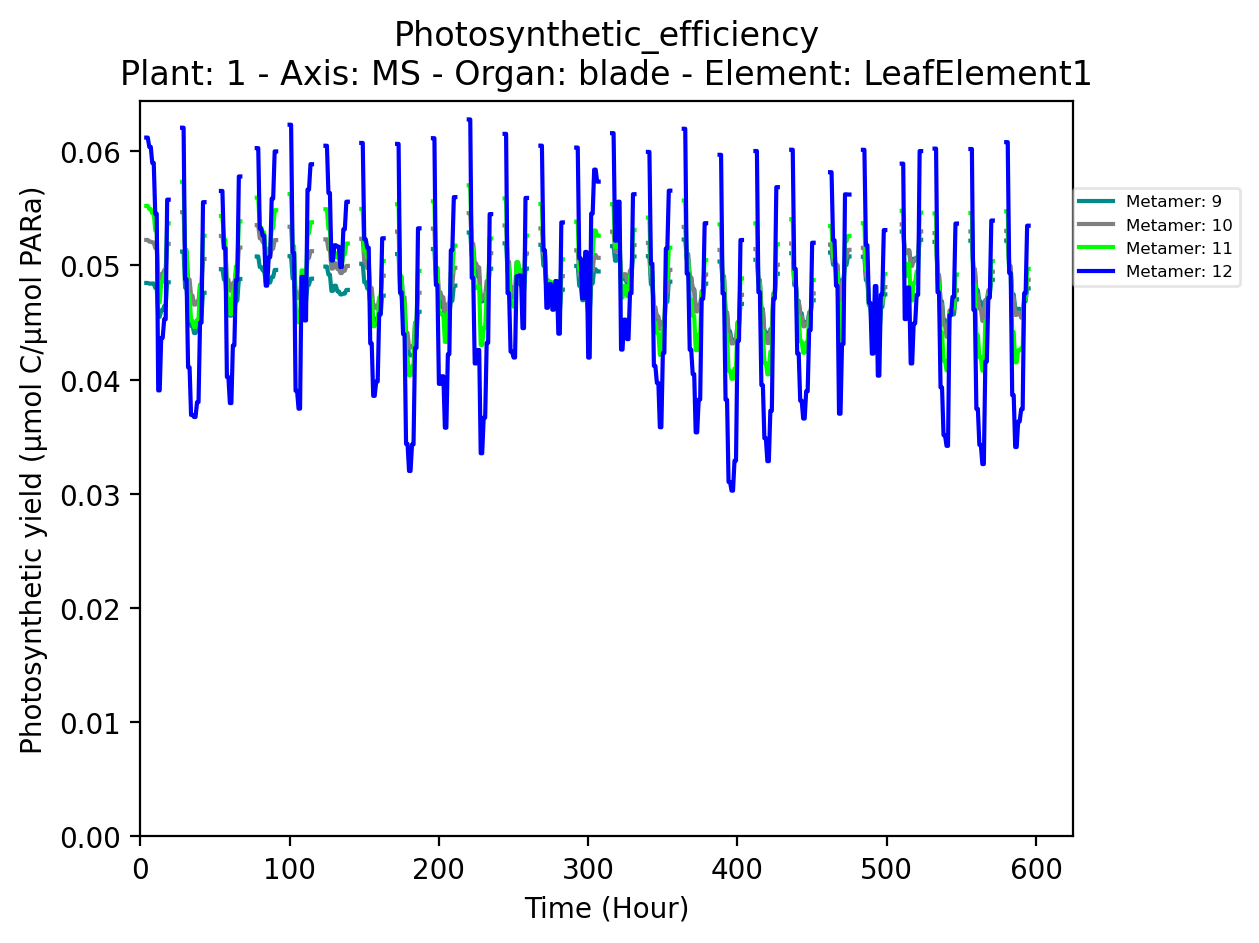 Photosynthetic_efficiency
Plant: 1 - Axis: MS - Organ: blade - Element: LeafElement1
Photosynthetic yield (µmol C/µmol PARa)
0.06
0.05
0.04
0.03
0.02
0.01
0.00
0 100 200 300 400 500 600
Time (Hour)
Metamer: 9
Metamer: 10
Metamer: 11
Metamer: 12